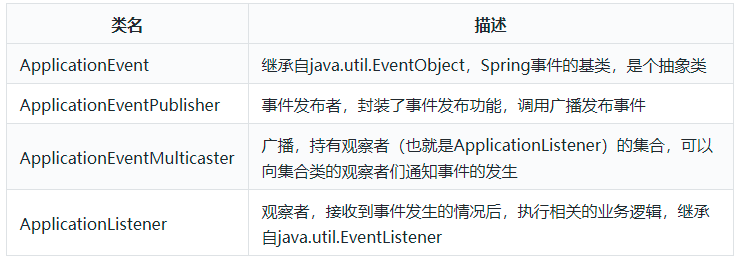 类名 描述
ApplicationEvent 继承自java.util.EventObject，Spring事件的基类，是个抽象类
ApplicationEventPublisher 事件发布者，封装了事件发布功能，调用广播发布事件
ApplicationEventMulticaster 广播，持有观察者（也就是ApplicationListener）的集合，可以
向集合类的观察者们通知事件的发生
ApplicationListener 观察者，接收到事件发生的情况后，执行相关的业务逻辑，继承
自java.util.EventListener